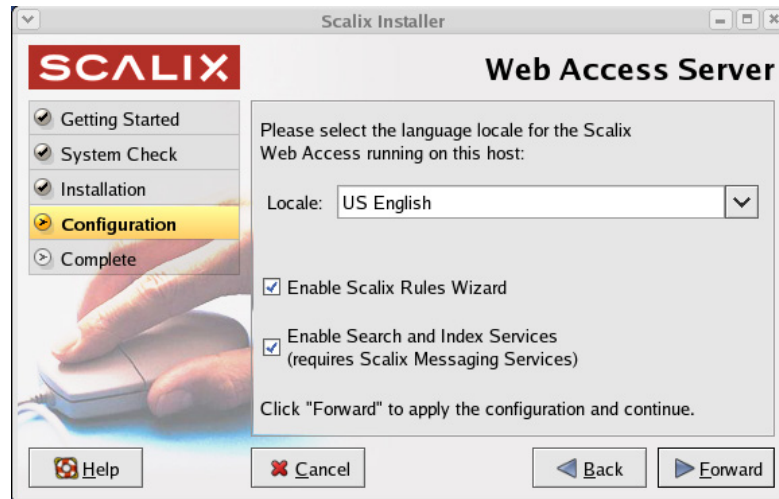 Scalix Installer
SCALIX
Web Access Server
Getting Started
System Check
Installation
Configuration
Complete
Please select the language locale for the Scalix
Web Access running on this host:
Locale: US English
Enable Scalix Rules Wizard
Enable Search and Index Services
(requires Scalix Messaging Services)
Click "Forward" to apply the configuration and continue.
Help Cancel Back Forward